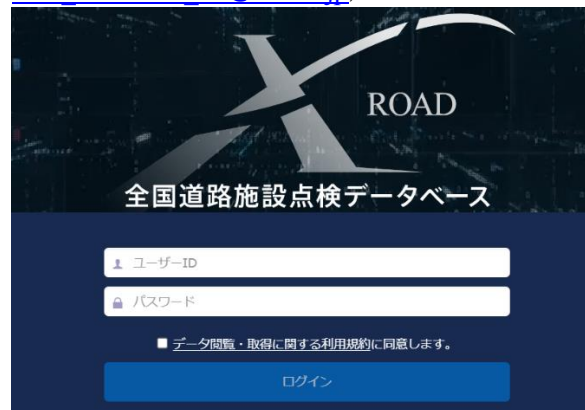 ROAD
全国道路施設点検データベース
ユーザーID
パスワード
データ閲覧・取得に関する利用規約に同意します。
ログイン